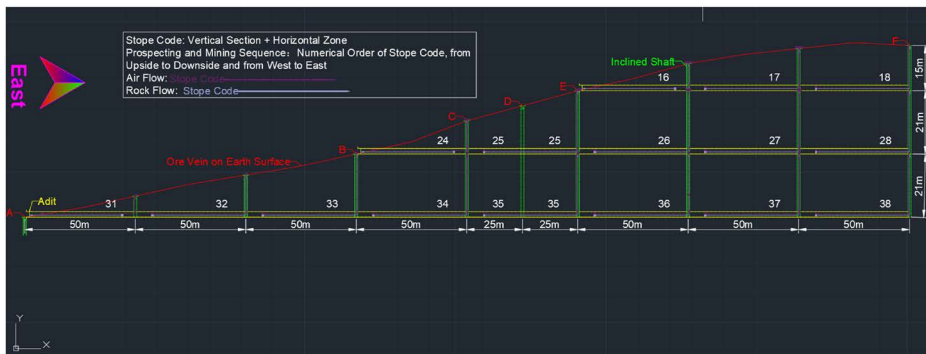 Stope Code: Vertical Section + Horizontal Zone
Prospecting and Mining Sequence: Numerical Order of Stope Code, from
Upside to Downside and from West to East
Air Flow: Stope Code
Rock Flow: Stope Code
East
F
Inclined Shaft
16 17 18
15m
E
D
C
24 25 25 26 27 28
21m
B
Ore Vein on Earth Surface
A
Adit
31 32 33 34 35 35 36 37 38
21m
50m 50m 50m 50m 25m 25m 50m 50m 50m
Y
X